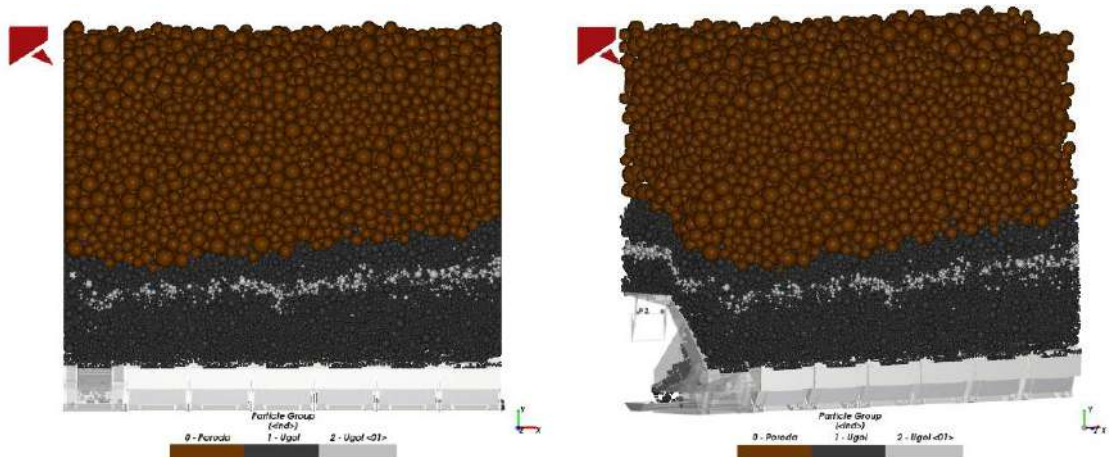 Particle Group
(<ind>)
0 - Poroda 1 - Ugol 2 - Ugol <01>
Y
Z X
Particle Group
(<ind>)
0 - Poroda 1 - Ugol 2 - Ugol <01>
Y
Z X